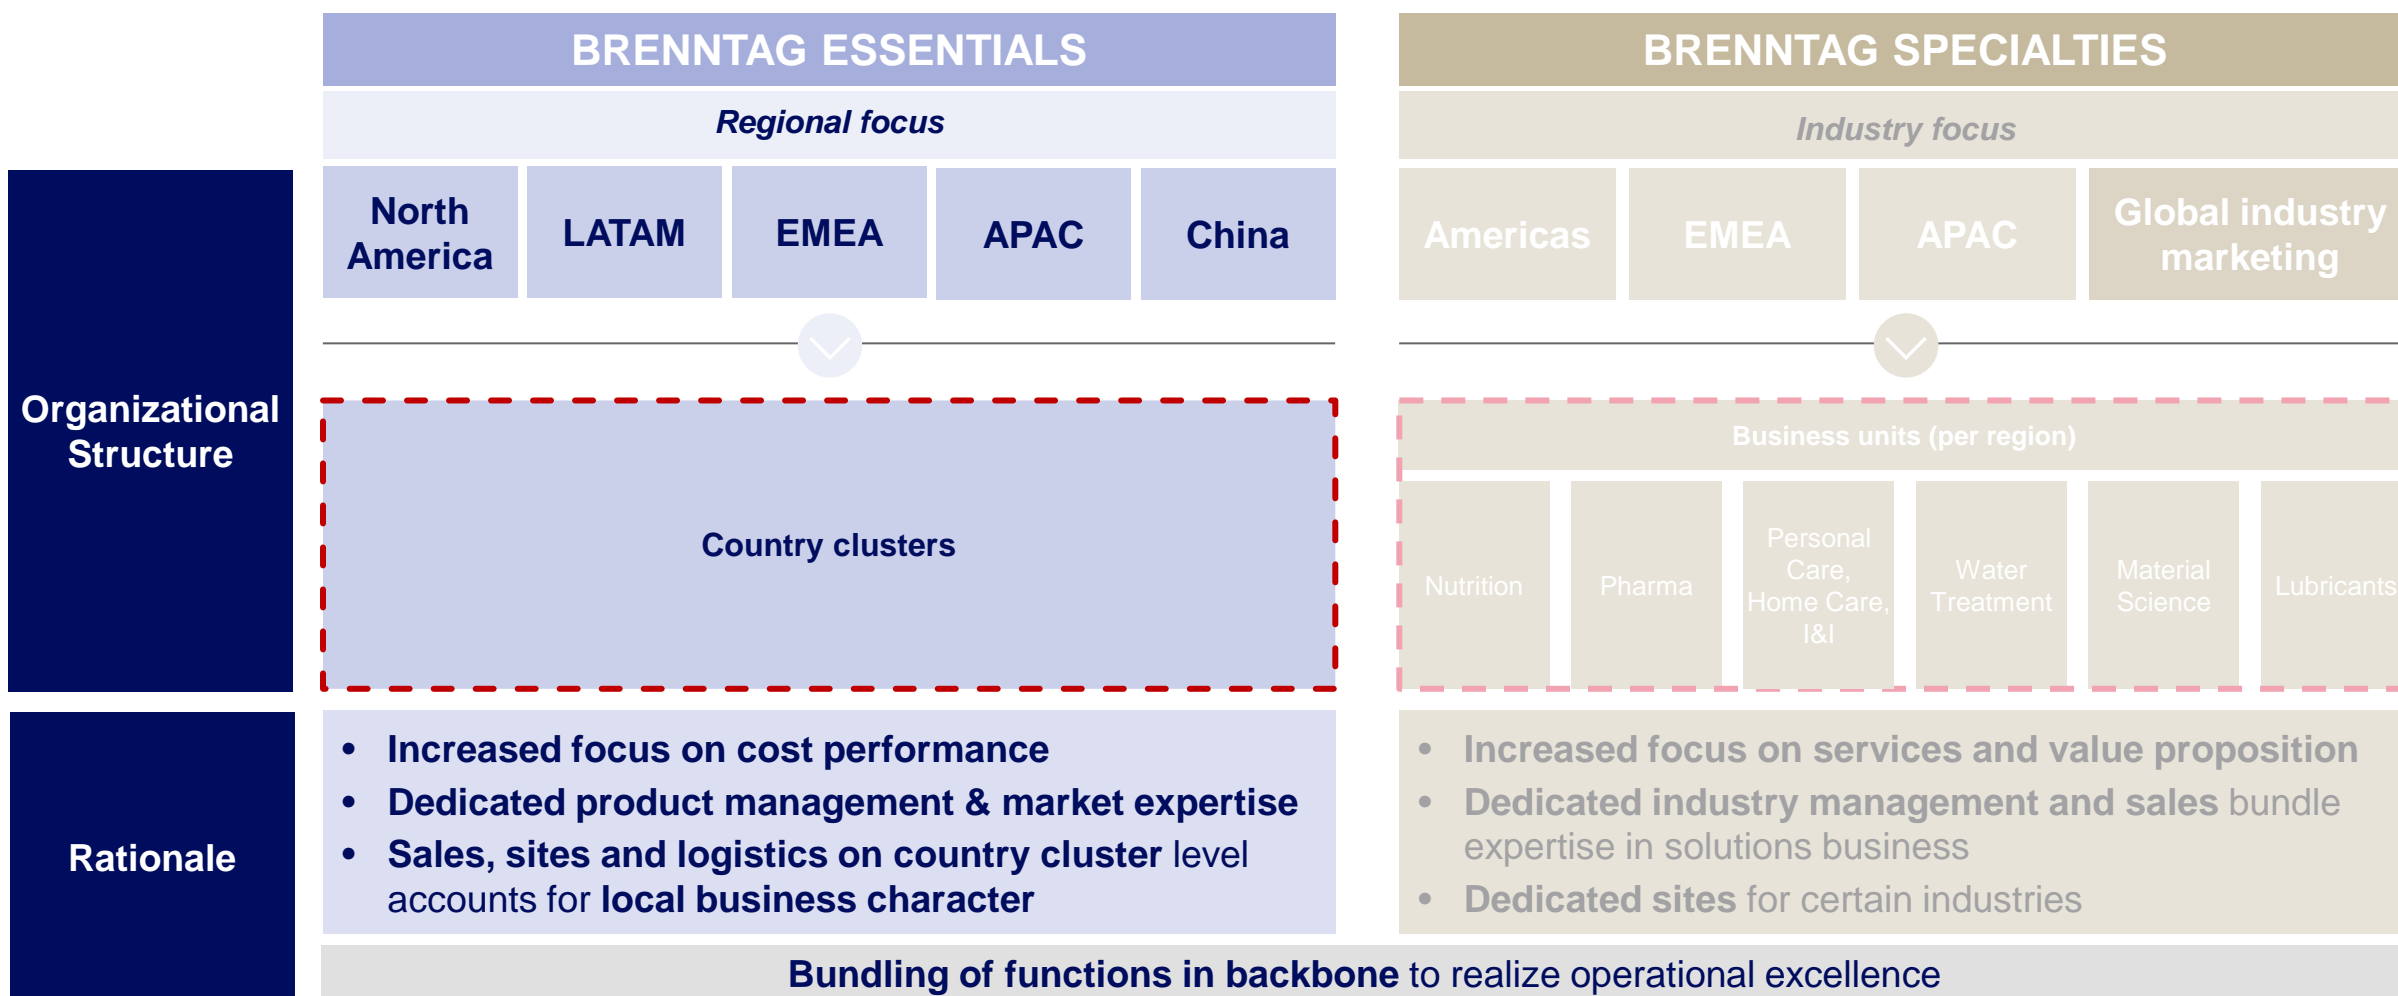 BRENNTAG ESSENTIALS
Regional focus
North
America
LATAM
EMEA
APAC
China
BRENNTAG SPECIALTIES
Industry focus
Americas
EMEA
APAC
Global industry
marketing
Organizational
Structure
Country clusters
Business units (per region)
Nutrition
Pharma
Personal
Care,
Home Care,
I&I
Water
Treatment
Material
Science
Lubricants
Rationale
• Increased focus on cost performance
• Dedicated product management & market expertise
• Sales, sites and logistics on country cluster level
accounts for local business character
• Increased focus on services and value proposition
• Dedicated industry management and sales bundle
expertise in solutions business
• Dedicated sites for certain industries
Bundling of functions in backbone to realize operational excellence